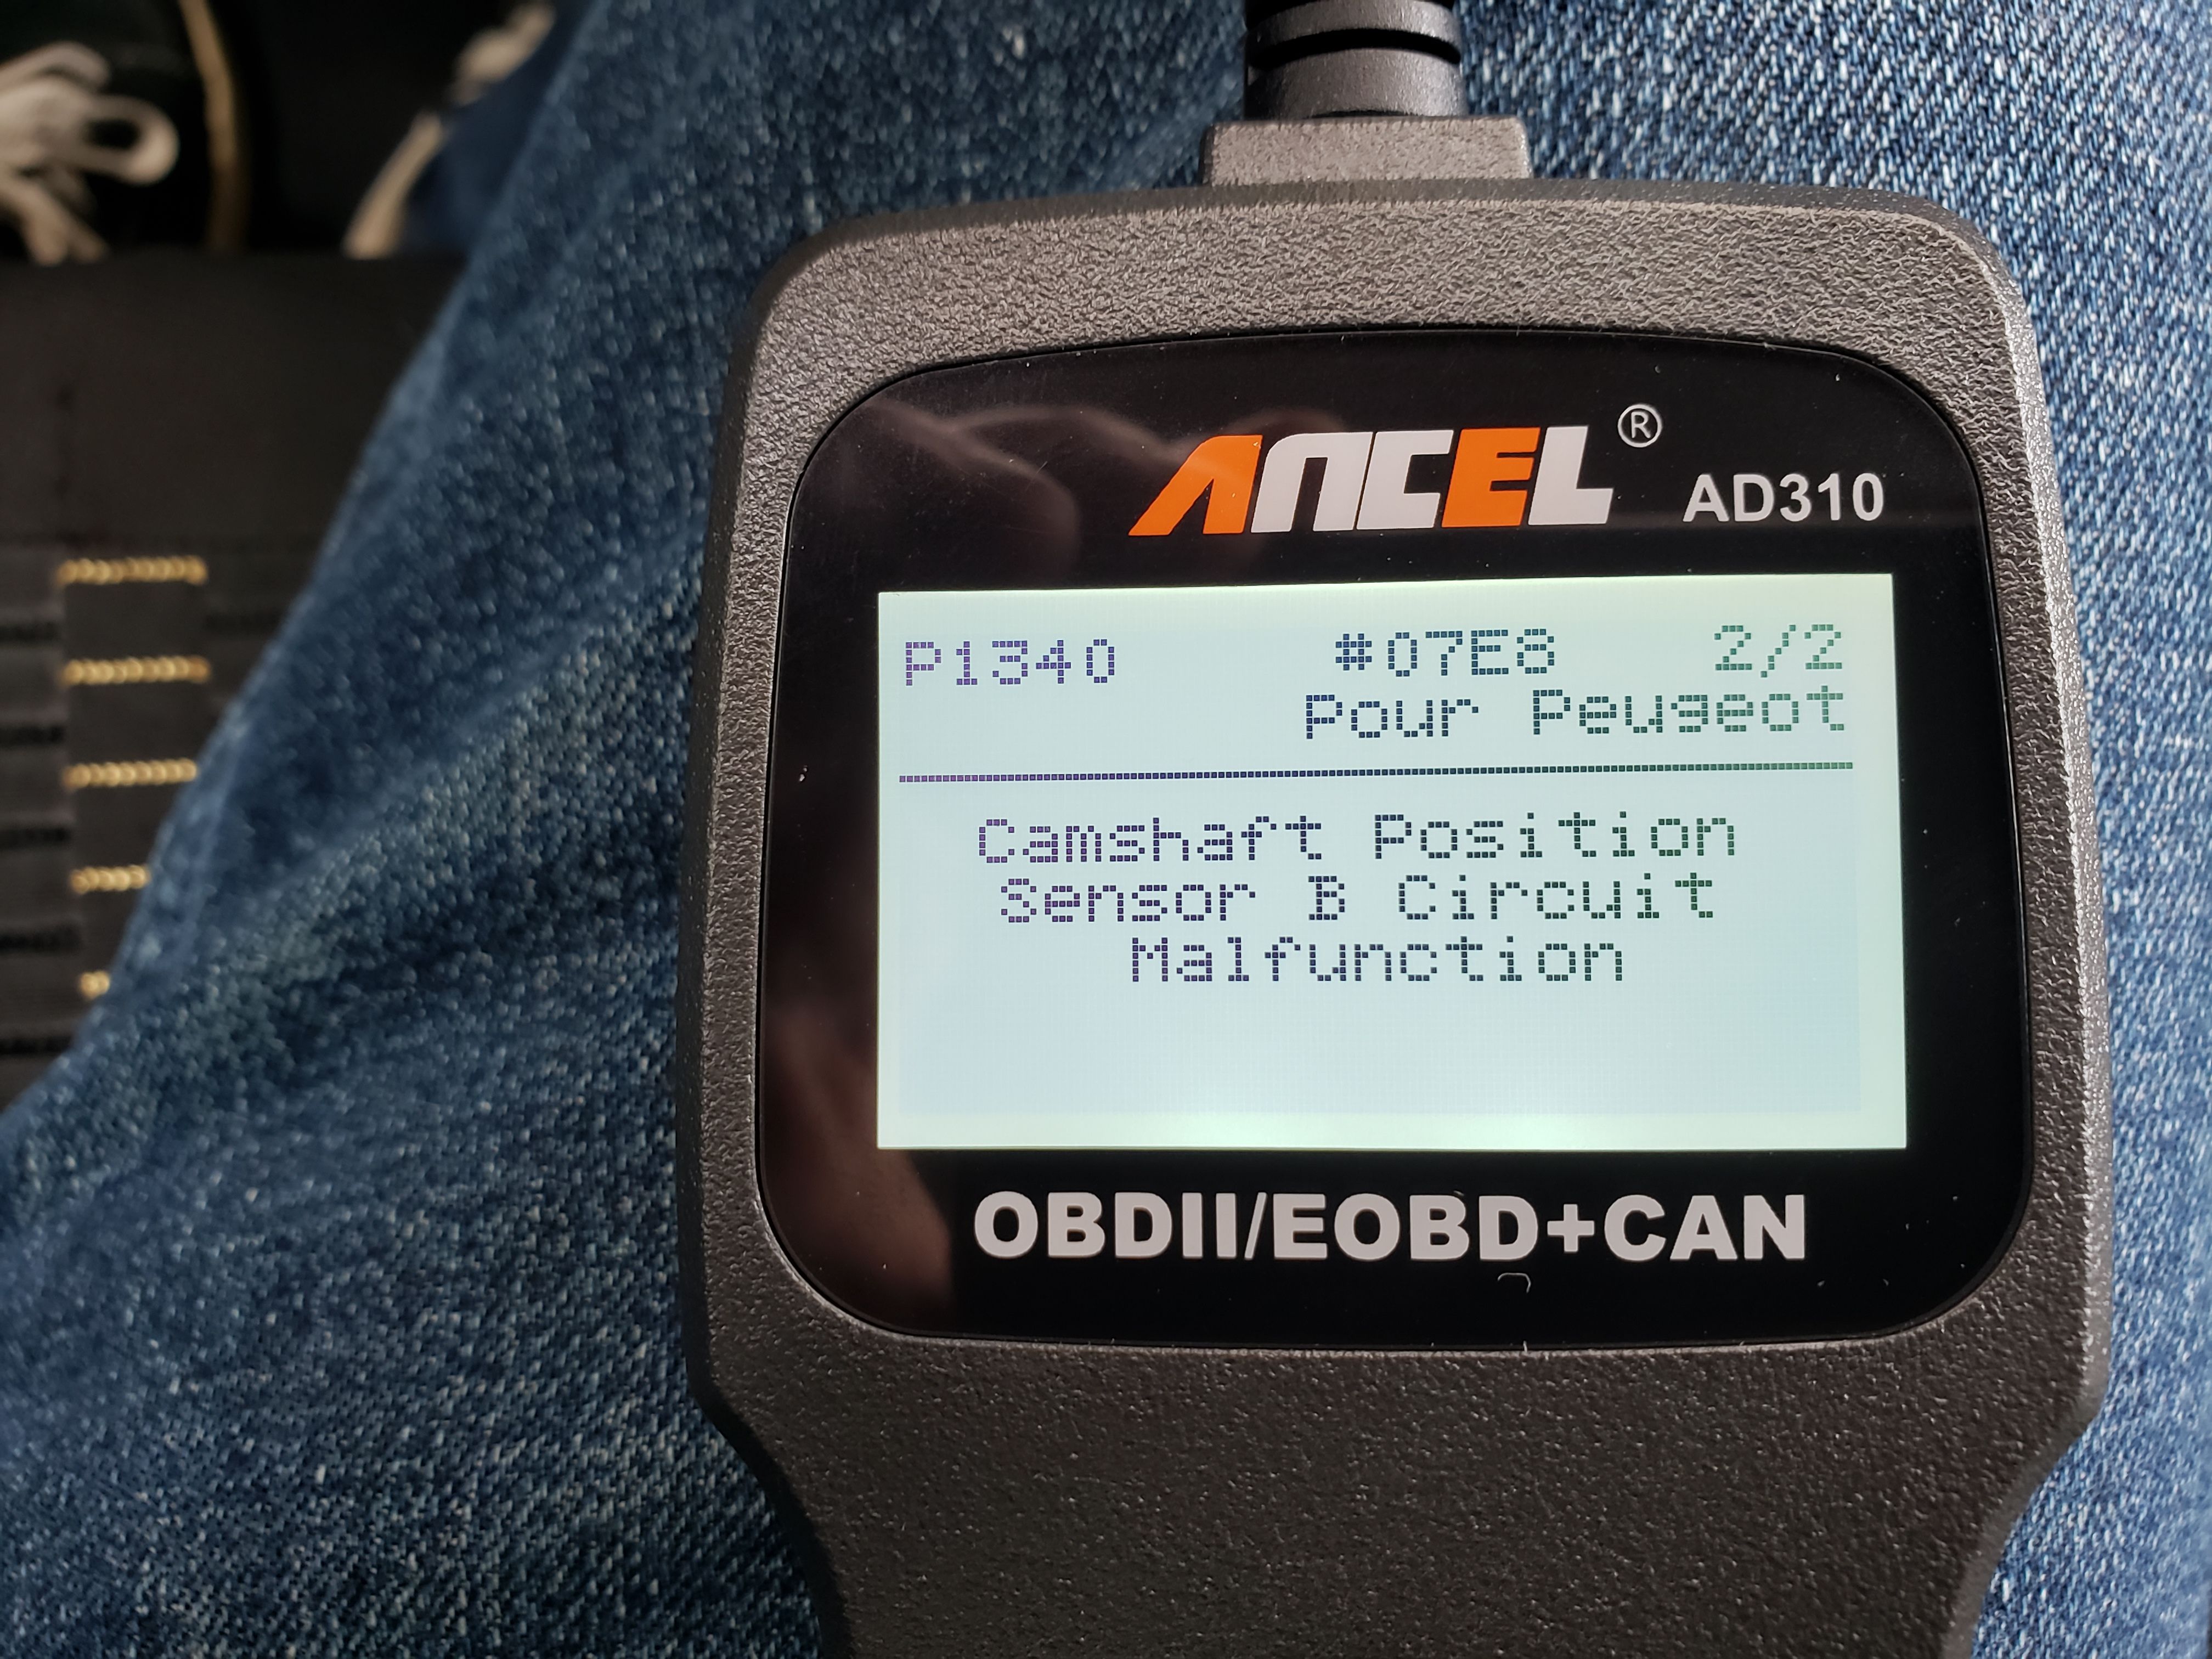 ANCEL® AD310
P1340 #07E8 2/2
Pour Peugeot
Camshaft Position
Sensor B Circuit
Malfunction
OBDII/EOBD+CAN